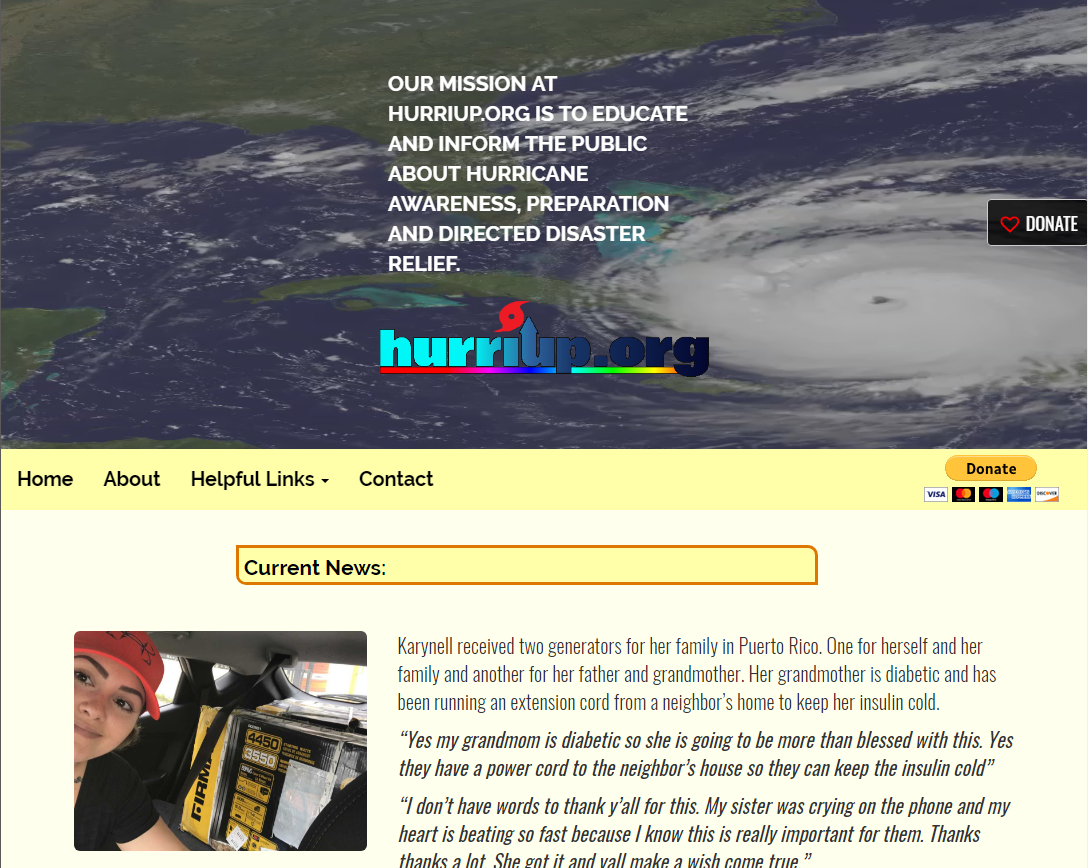 OUR MISSION AT
HURRIUP.ORG IS TO EDUCATE
AND INFORM THE PUBLIC
ABOUT HURRICANE
AWARENESS, PREPARATION
AND DIRECTED DISASTER
RELIEF.
DONATE
hurriup.org
Home About Helpful Links Contact
Donate
VISA
DISCOVER
Current News:
Karynell received two generators for her family in Puerto Rico. One for herself and her
family and another for her father and grandmother. Her grandmother is diabetic and has
been running an extension cord from a neighbor’s home to keep her insulin cold.
“Yes my grandmom is diabetic so she is going to be more than blessed with this. Yes
they have a power cord to the neighbor’s house so they can keep the insulin cold”
“I don’t have words to thank y’all for this. My sister was crying on the phone and my
heart is beating so fast because I know this is really important for them. Thanks
thanks a lot. She got it and yall make a wish come true.”
4450
3550
FIRM